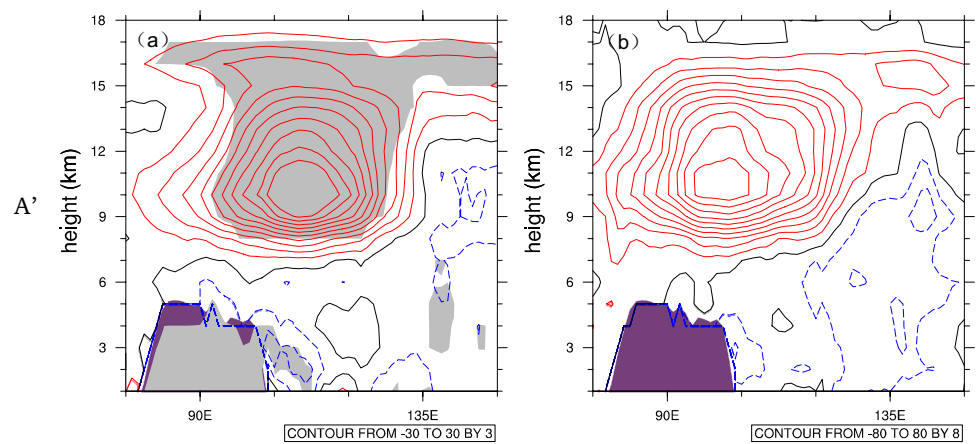 A’
(a)
height (km)
18
15
12
9
6
3
90E
135E
CONTOUR FROM -30 TO 30 BY 3
(b)
height (km)
18
15
12
9
6
3
90E
135E
CONTOUR FROM -80 TO 80 BY 8